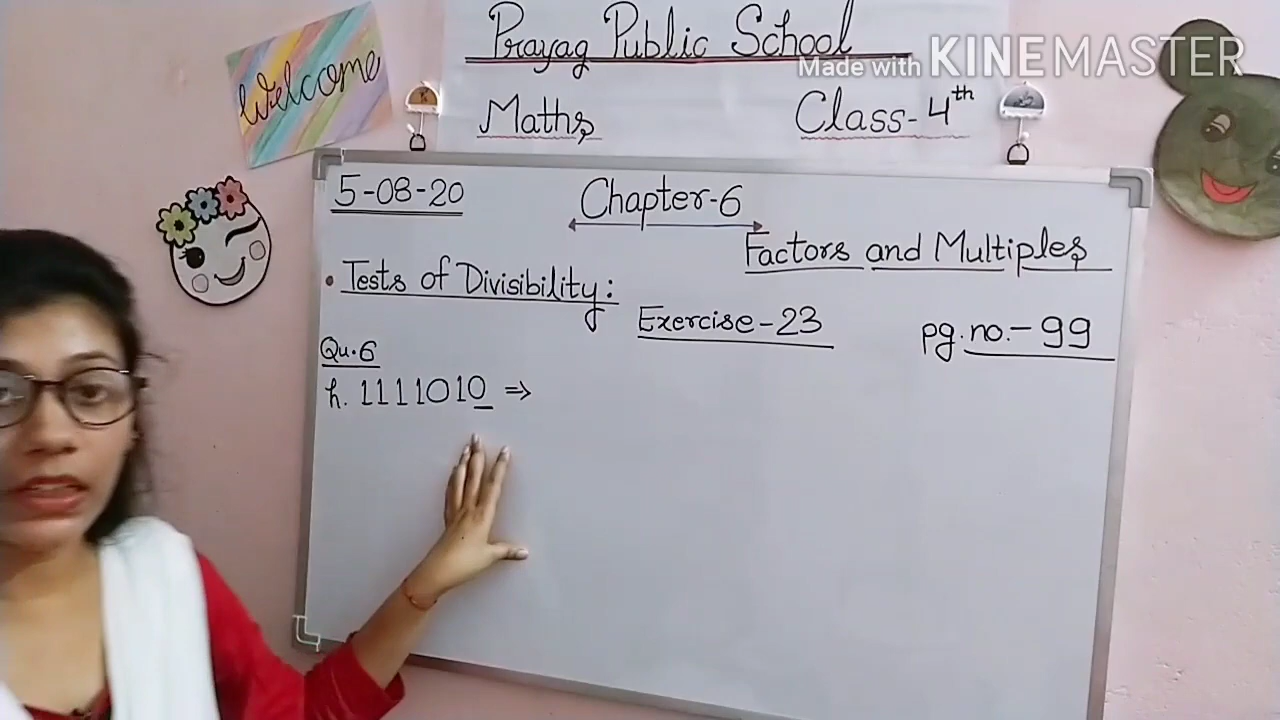 Prayag Public School
Made with KINEMASTER
Welcome
Maths
Class-4th
5-08-20
Chapter-6
Factors and Multiples
• Tests of Divisibility:
Exercise-23
pg.no.-99
Qu.6
h. 1111010 ⇒